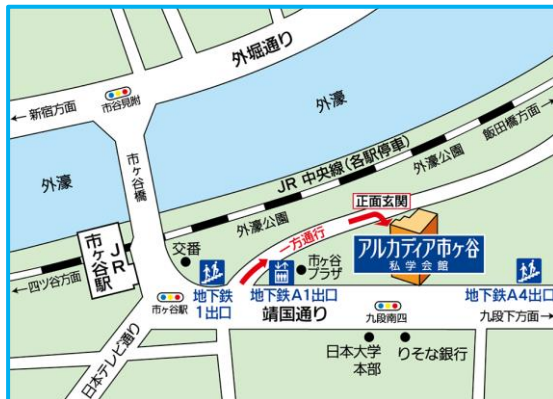 外堀通り
市谷見附
←新宿方面
外濠
飯田橋方面→
市ヶ谷橋
JR 中央線(各駅停車)
外濠公園
外濠
正面玄関
外濠公園
一方通行
アルカディア市ヶ谷
私学会館
JR
市ヶ谷駅
交番
市ヶ谷
プラザ
←四ツ谷方面
地下鉄
1出口
地下鉄A1出口
地下鉄A4出口
市ヶ谷駅
靖国通り
九段南四
九段下方面→
日本テレビ通り
日本大学
本部
りそな銀行